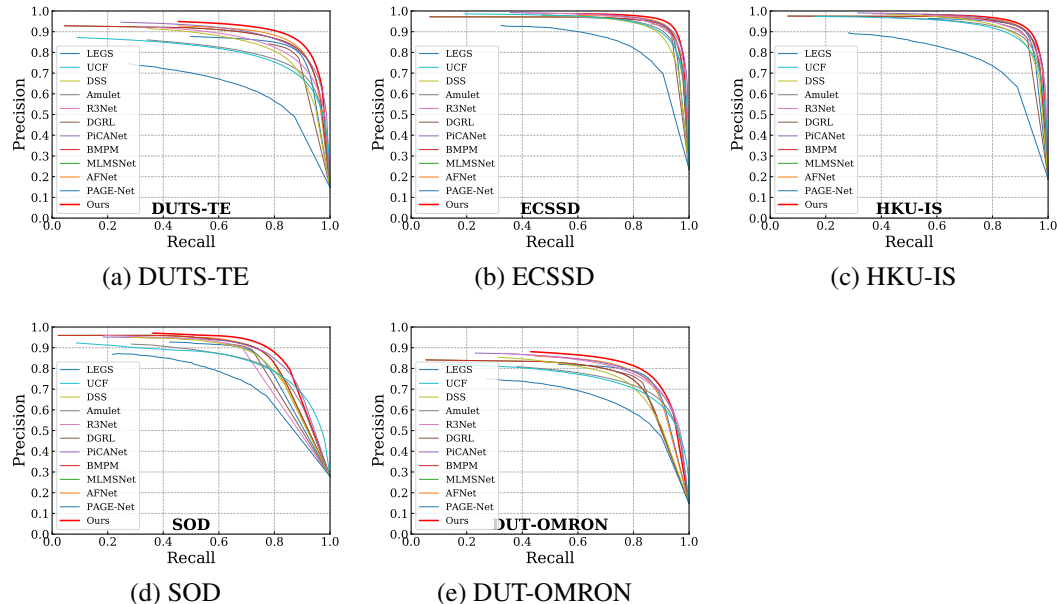 1.0
0.9
0.8
0.7
0.6
0.5
0.4
0.3
0.2
0.1
0.0
Precision
LEGS
UCF
DSS
Amulet
R3Net
DGRL
PiCANet
BMPM
MLMSNet
AFNet
PAGE-Net
Ours
DUTS-TE
0.0 0.2 0.4 0.6 0.8 1.0
Recall
(a) DUTS-TE
1.0
0.9
0.8
0.7
0.6
0.5
0.4
0.3
0.2
0.1
0.0
Precision
LEGS
UCF
DSS
Amulet
R3Net
DGRL
PiCANet
BMPM
MLMSNet
AFNet
PAGE-Net
Ours
ECSSD
0.0 0.2 0.4 0.6 0.8 1.0
Recall
(b) ECSSD
1.0
0.9
0.8
0.7
0.6
0.5
0.4
0.3
0.2
0.1
0.0
Precision
LEGS
UCF
DSS
Amulet
R3Net
DGRL
PiCANet
BMPM
MLMSNet
AFNet
PAGE-Net
Ours
HKU-IS
0.0 0.2 0.4 0.6 0.8 1.0
Recall
(c) HKU-IS
1.0
0.9
0.8
0.7
0.6
0.5
0.4
0.3
0.2
0.1
0.0
Precision
LEGS
UCF
DSS
Amulet
R3Net
DGRL
PiCANet
BMPM
MLMSNet
AFNet
PAGE-Net
Ours
SOD
0.0 0.2 0.4 0.6 0.8 1.0
Recall
(d) SOD
1.0
0.9
0.8
0.7
0.6
0.5
0.4
0.3
0.2
0.1
0.0
Precision
LEGS
UCF
DSS
Amulet
R3Net
DGRL
PiCANet
BMPM
MLMSNet
AFNet
PAGE-Net
Ours
DUT-OMRON
0.0 0.2 0.4 0.6 0.8 1.0
Recall
(e) DUT-OMRON